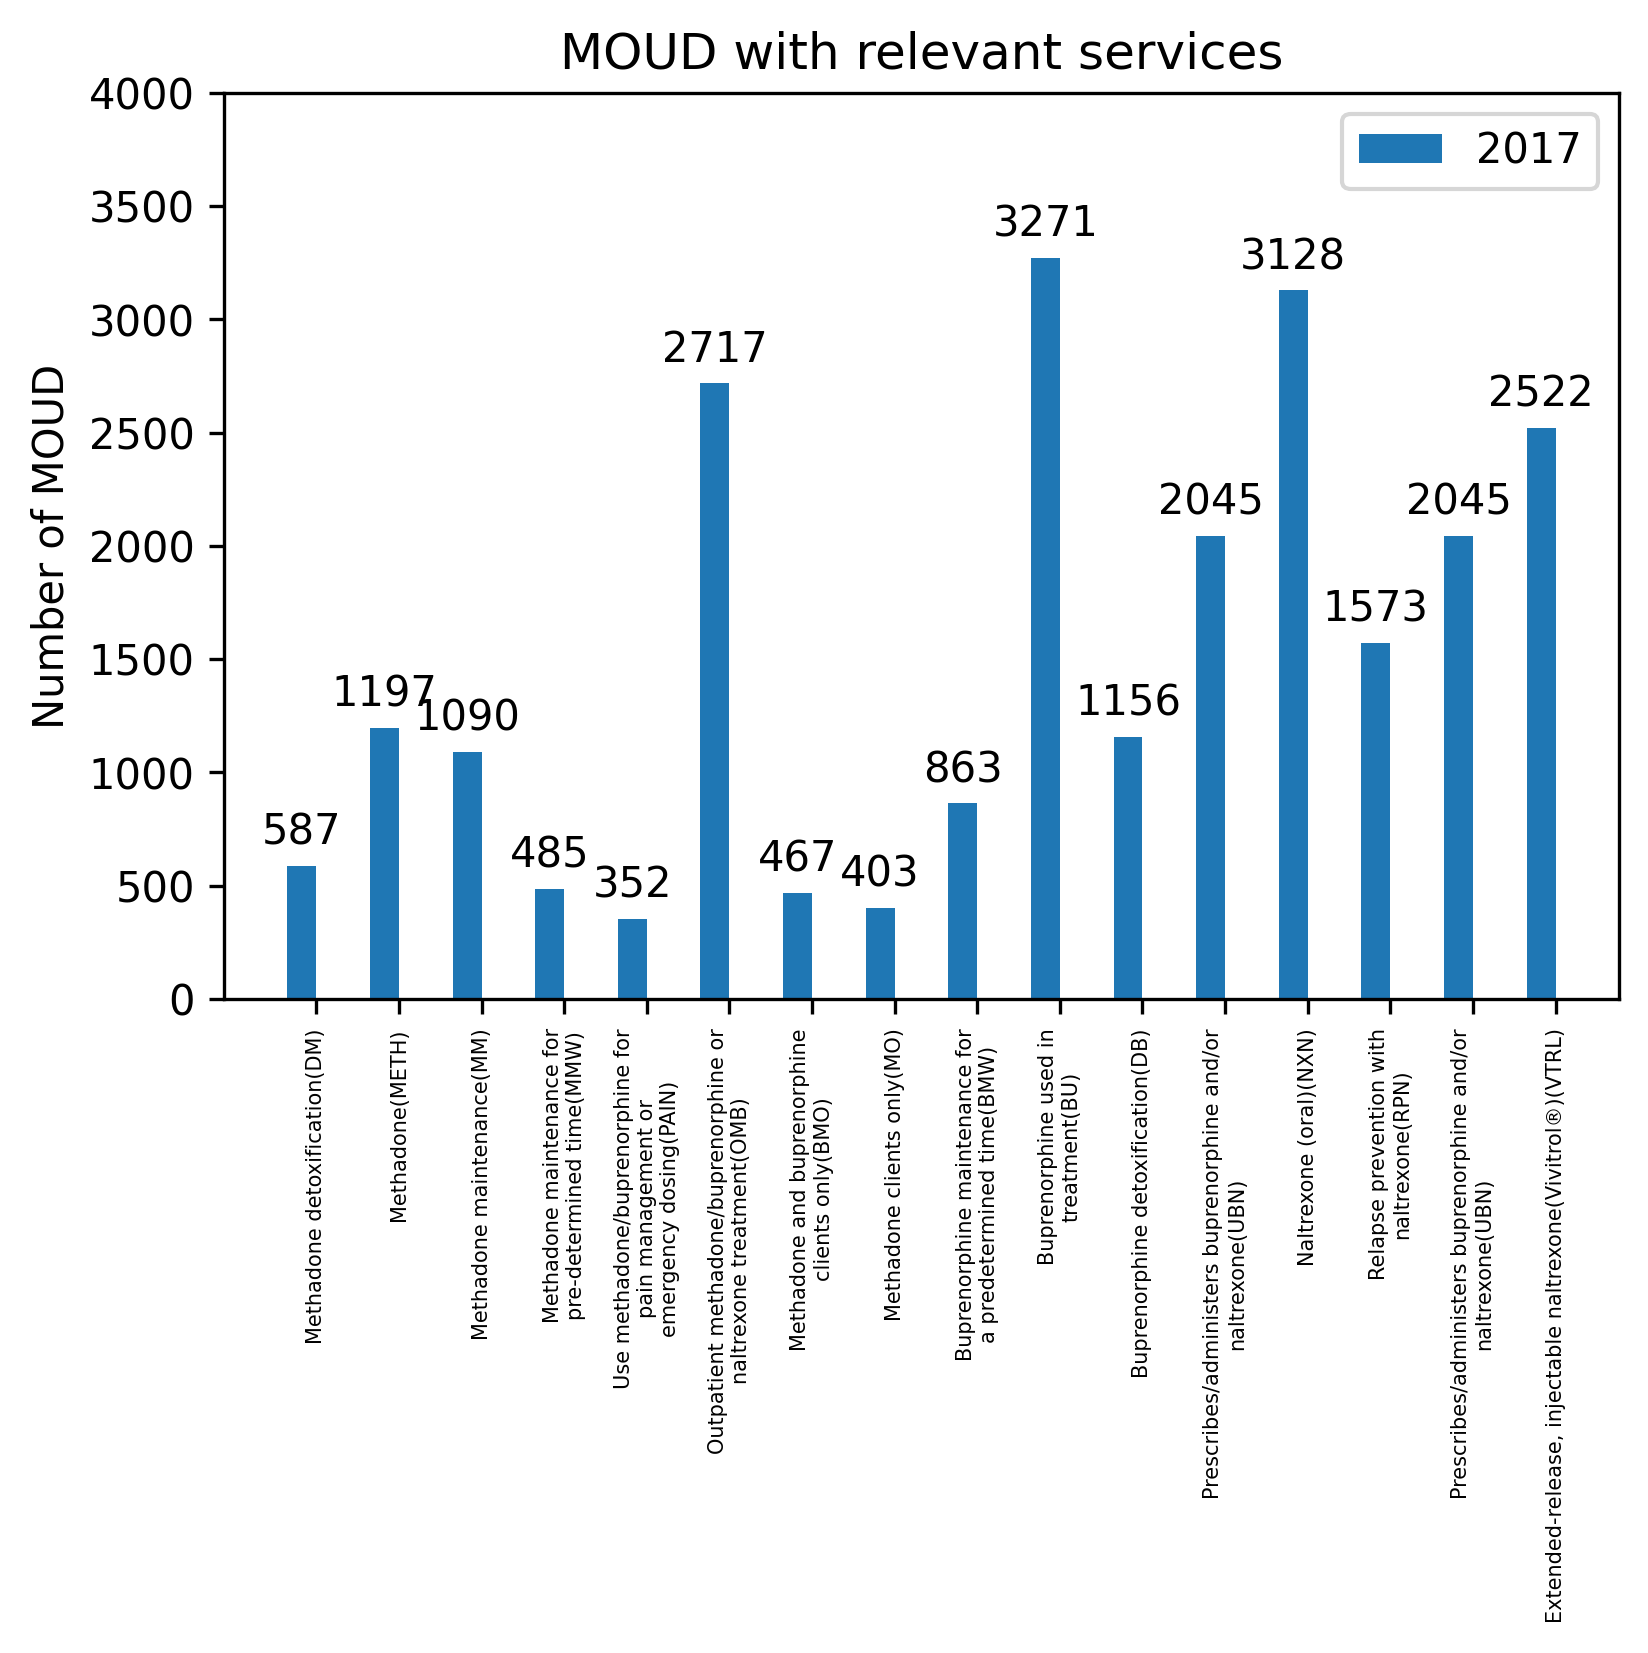 MOUD with relevant services
2017
Number of MOUD
4000
3500
3000
2500
2000
1500
1000
500
0
587
1197
1090
485
352
2717
467
403
863
3271
1156
2045
3128
1573
2045
2522
Methadone detoxification(DM)
Methadone(METH)
Methadone maintenance(MM)
Methadone maintenance for
pre-determined time(MMW)
Use methadone/buprenorphine for
pain management or
emergency dosing(PAIN)
Outpatient methadone/buprenorphine or
naltrexone treatment(OMB)
Methadone and buprenorphine
clients only(BMO)
Methadone clients only(MO)
Buprenorphine maintenance for
a predetermined time(BMW)
Buprenorphine used in
treatment(BU)
Buprenorphine detoxification(DB)
Prescribes/administers buprenorphine and/or
naltrexone(UBN)
Naltrexone (oral)(NXN)
Relapse prevention with
naltrexone(RPN)
Prescribes/administers buprenorphine and/or
naltrexone(UBN)
Extended-release, injectable naltrexone(Vivitrol®)(VTRL)